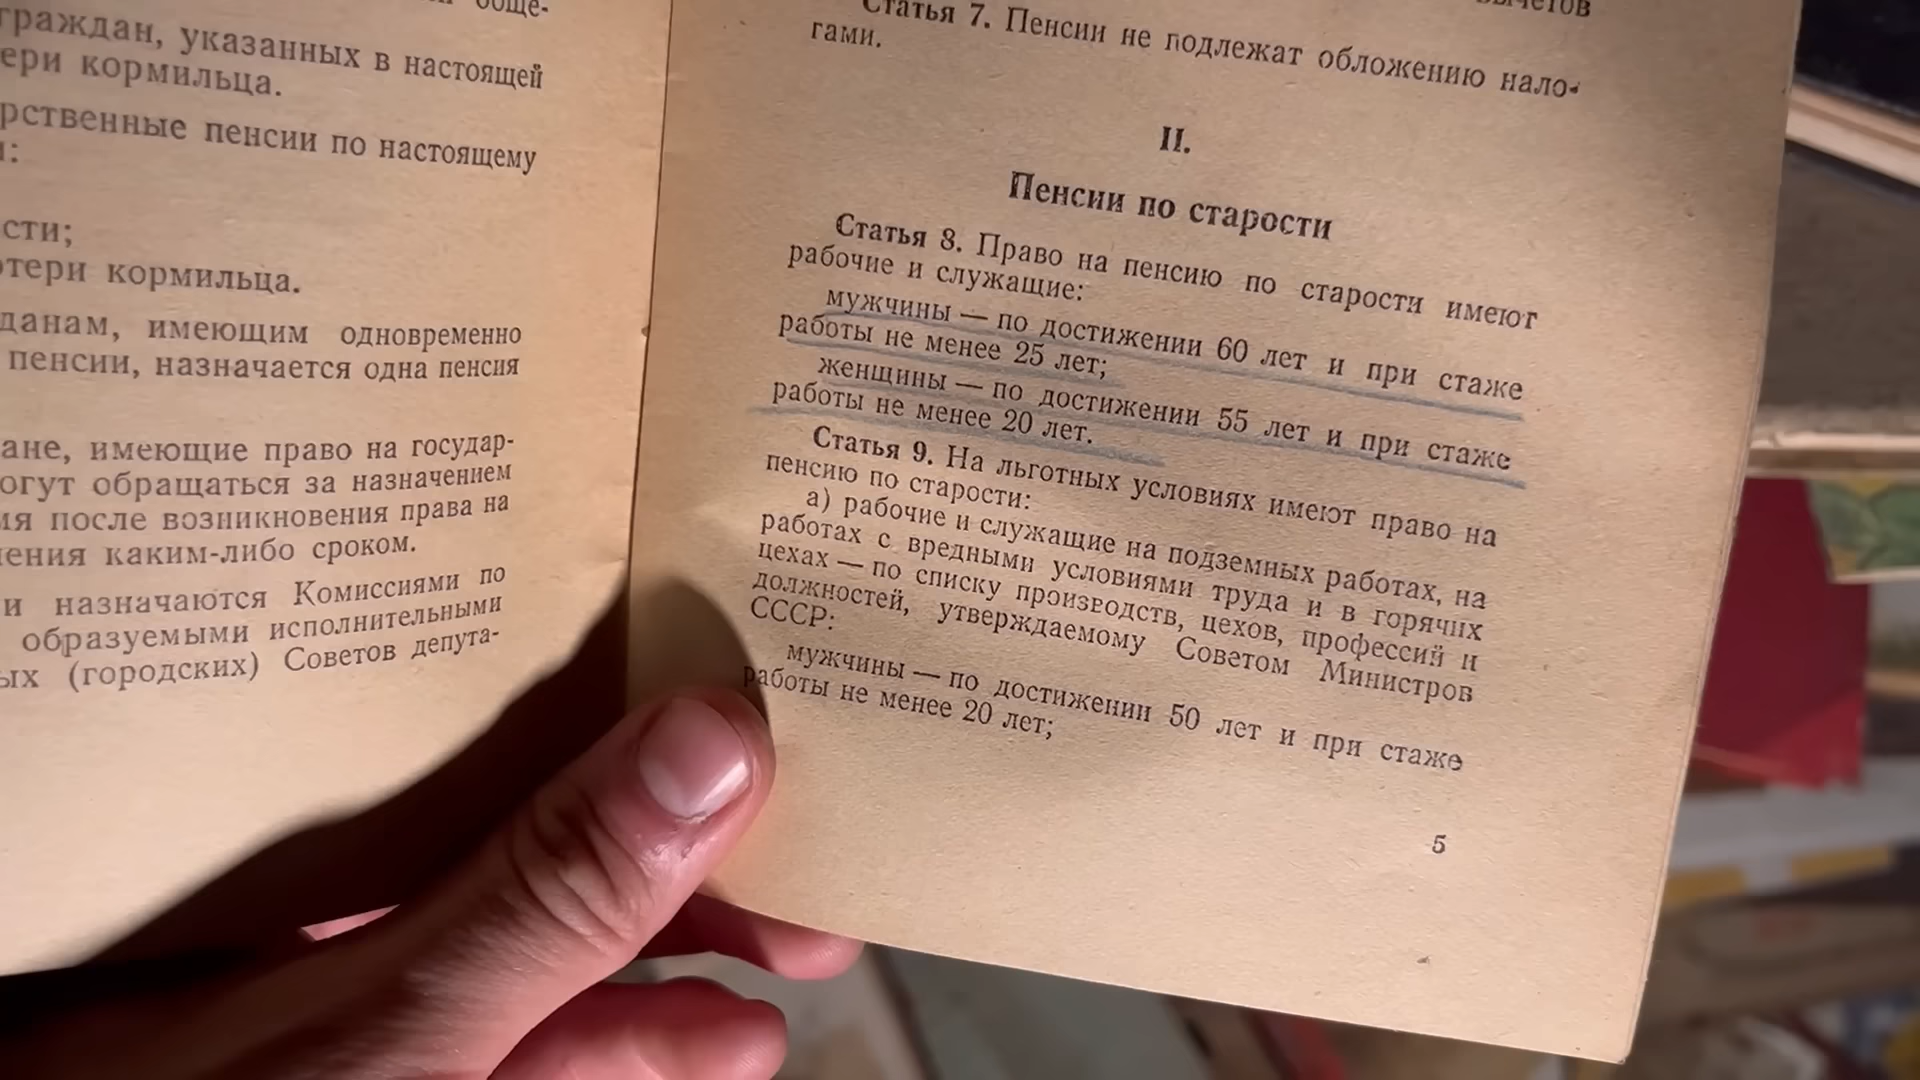 обще-
граждан, указанных в настоящей
ери кормильца.
рственные пенсии по настоящему
сти;
отери кормильца.
данам, имеющим одновременно
пенсии, назначается одна пенсия
ане, имеющие право на государ-
огут обращаться за назначением
мя после возникновения права на
ения каким-либо сроком.
и назначаются Комиссиями по
образуемыми исполнительными
ых (городских) Советов депута-
Статья 7. Пенсии не подлежат обложению нало-
гами.
II.
Пенсии по старости
Статья 8. Право на пенсию по старости имеют
рабочие и служащие:
мужчины — по достижении 60 лет и при стаже
работы не менее 25 лет;
женщины — по достижении 55 лет и при стаже
работы не менее 20 лет.
Статья 9. На льготных условиях имеют право на
пенсию по старости:
а) рабочие и служащие на подземных работах, на
работах с вредными условиями труда и в горячих
цехах — по списку производств, цехов, профессий и
должностей, утверждаемому Советом Министров
СССР:
мужчины — по достижении 50 лет и при стаже
работы не менее 20 лет;
5